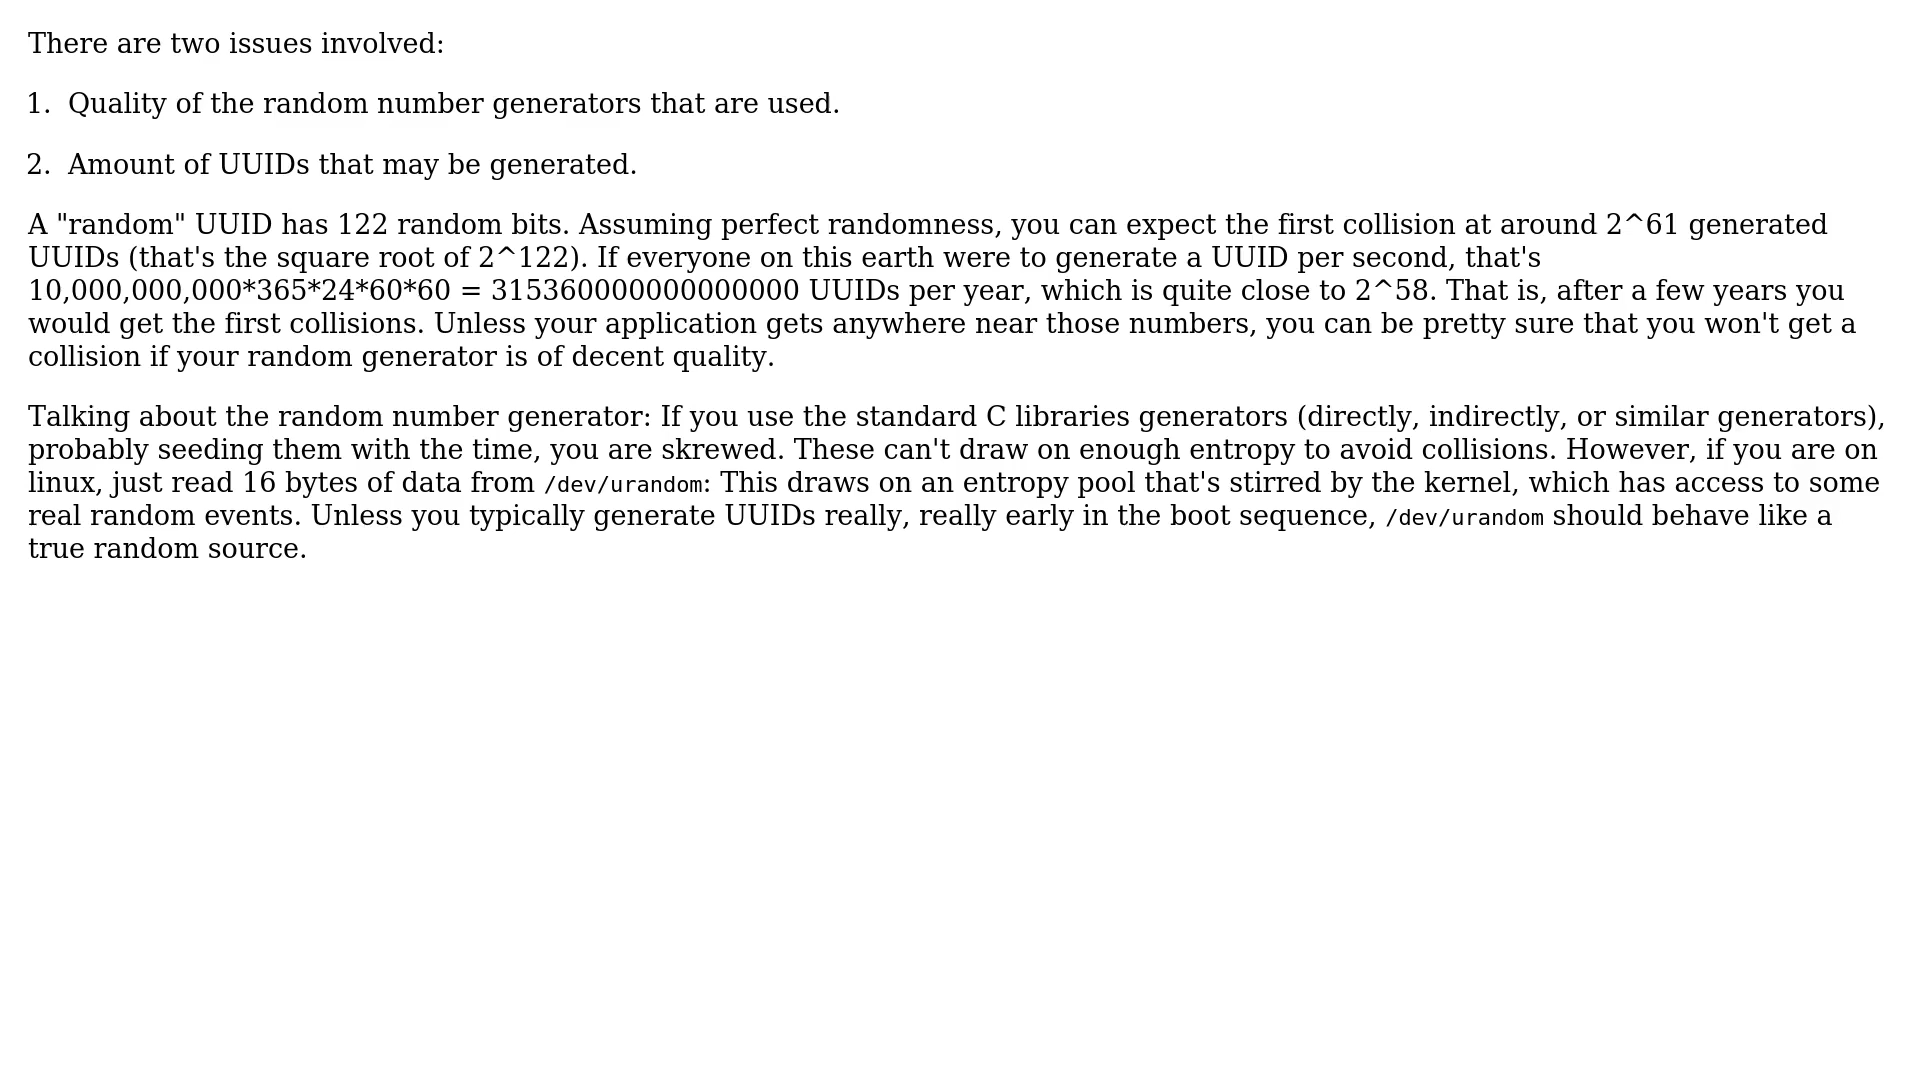 There are two issues involved:
1. Quality of the random number generators that are used.
2. Amount of UUIDs that may be generated.
A "random" UUID has 122 random bits. Assuming perfect randomness, you can expect the first collision at around 2^61 generated
UUIDs (that's the square root of 2^122). If everyone on this earth were to generate a UUID per second, that's
10,000,000,000*365*24*60*60 = 315360000000000000 UUIDs per year, which is quite close to 2^58. That is, after a few years you
would get the first collisions. Unless your application gets anywhere near those numbers, you can be pretty sure that you won't get a
collision if your random generator is of decent quality.
Talking about the random number generator: If you use the standard C libraries generators (directly, indirectly, or similar generators),
probably seeding them with the time, you are skrewed. These can't draw on enough entropy to avoid collisions. However, if you are on
linux, just read 16 bytes of data from /dev/urandom: This draws on an entropy pool that's stirred by the kernel, which has access to some
real random events. Unless you typically generate UUIDs really, really early in the boot sequence, /dev/urandom should behave like a
true random source.